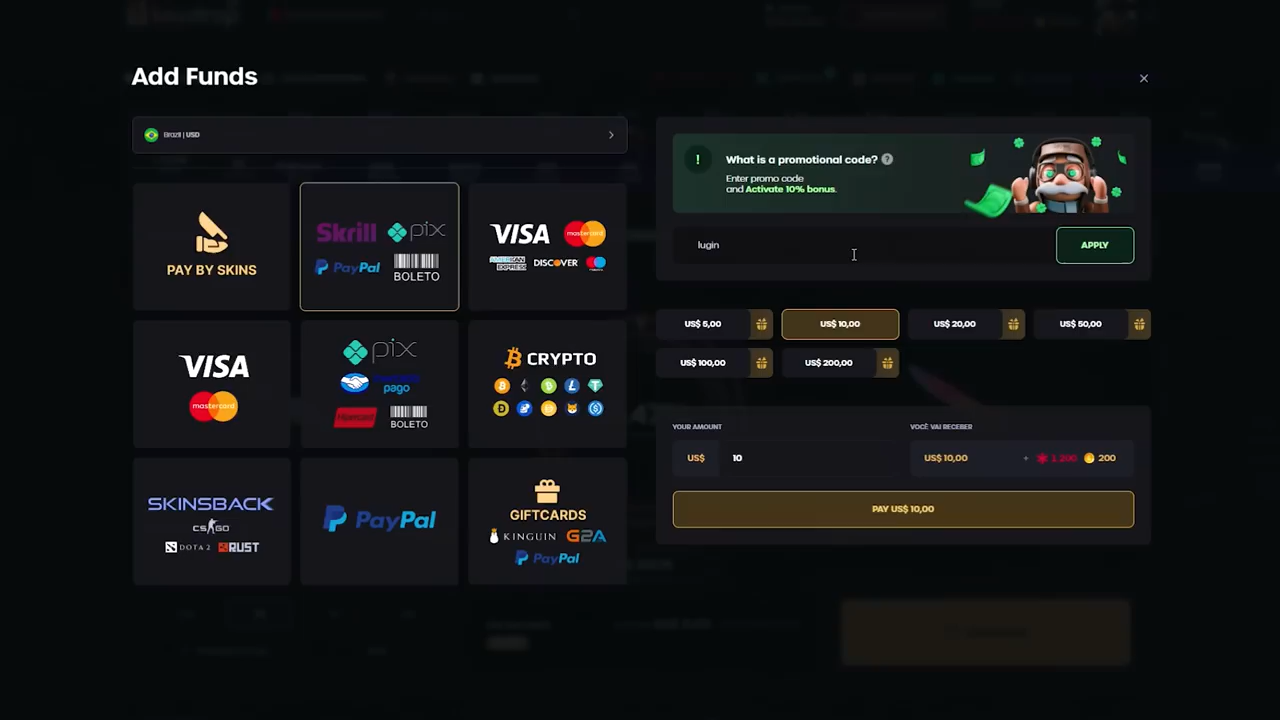 Add Funds
Brazil | USD
PAY BY SKINS
Skrill pix
PayPal BOLETO
VISA mastercard
AMERICAN EXPRESS DISCOVER
VISA
mastercard
pix
pago
Hipercard BOLETO
CRYPTO
SKINSBACK
CS:GO
DOTA 2 RUST
PayPal
GIFTCARDS
KINGUIN G2A
PayPal
What is a promotional code? ?
Enter promo code
and Activate 10% bonus.
lugin
APPLY
US$ 5,00
US$ 10,00
US$ 20,00
US$ 50,00
US$ 100,00
US$ 200,00
YOUR AMOUNT
VOCÊ VAI RECEBER
US$ 10
US$ 10,00 + 1 200 200
PAY US$ 10,00